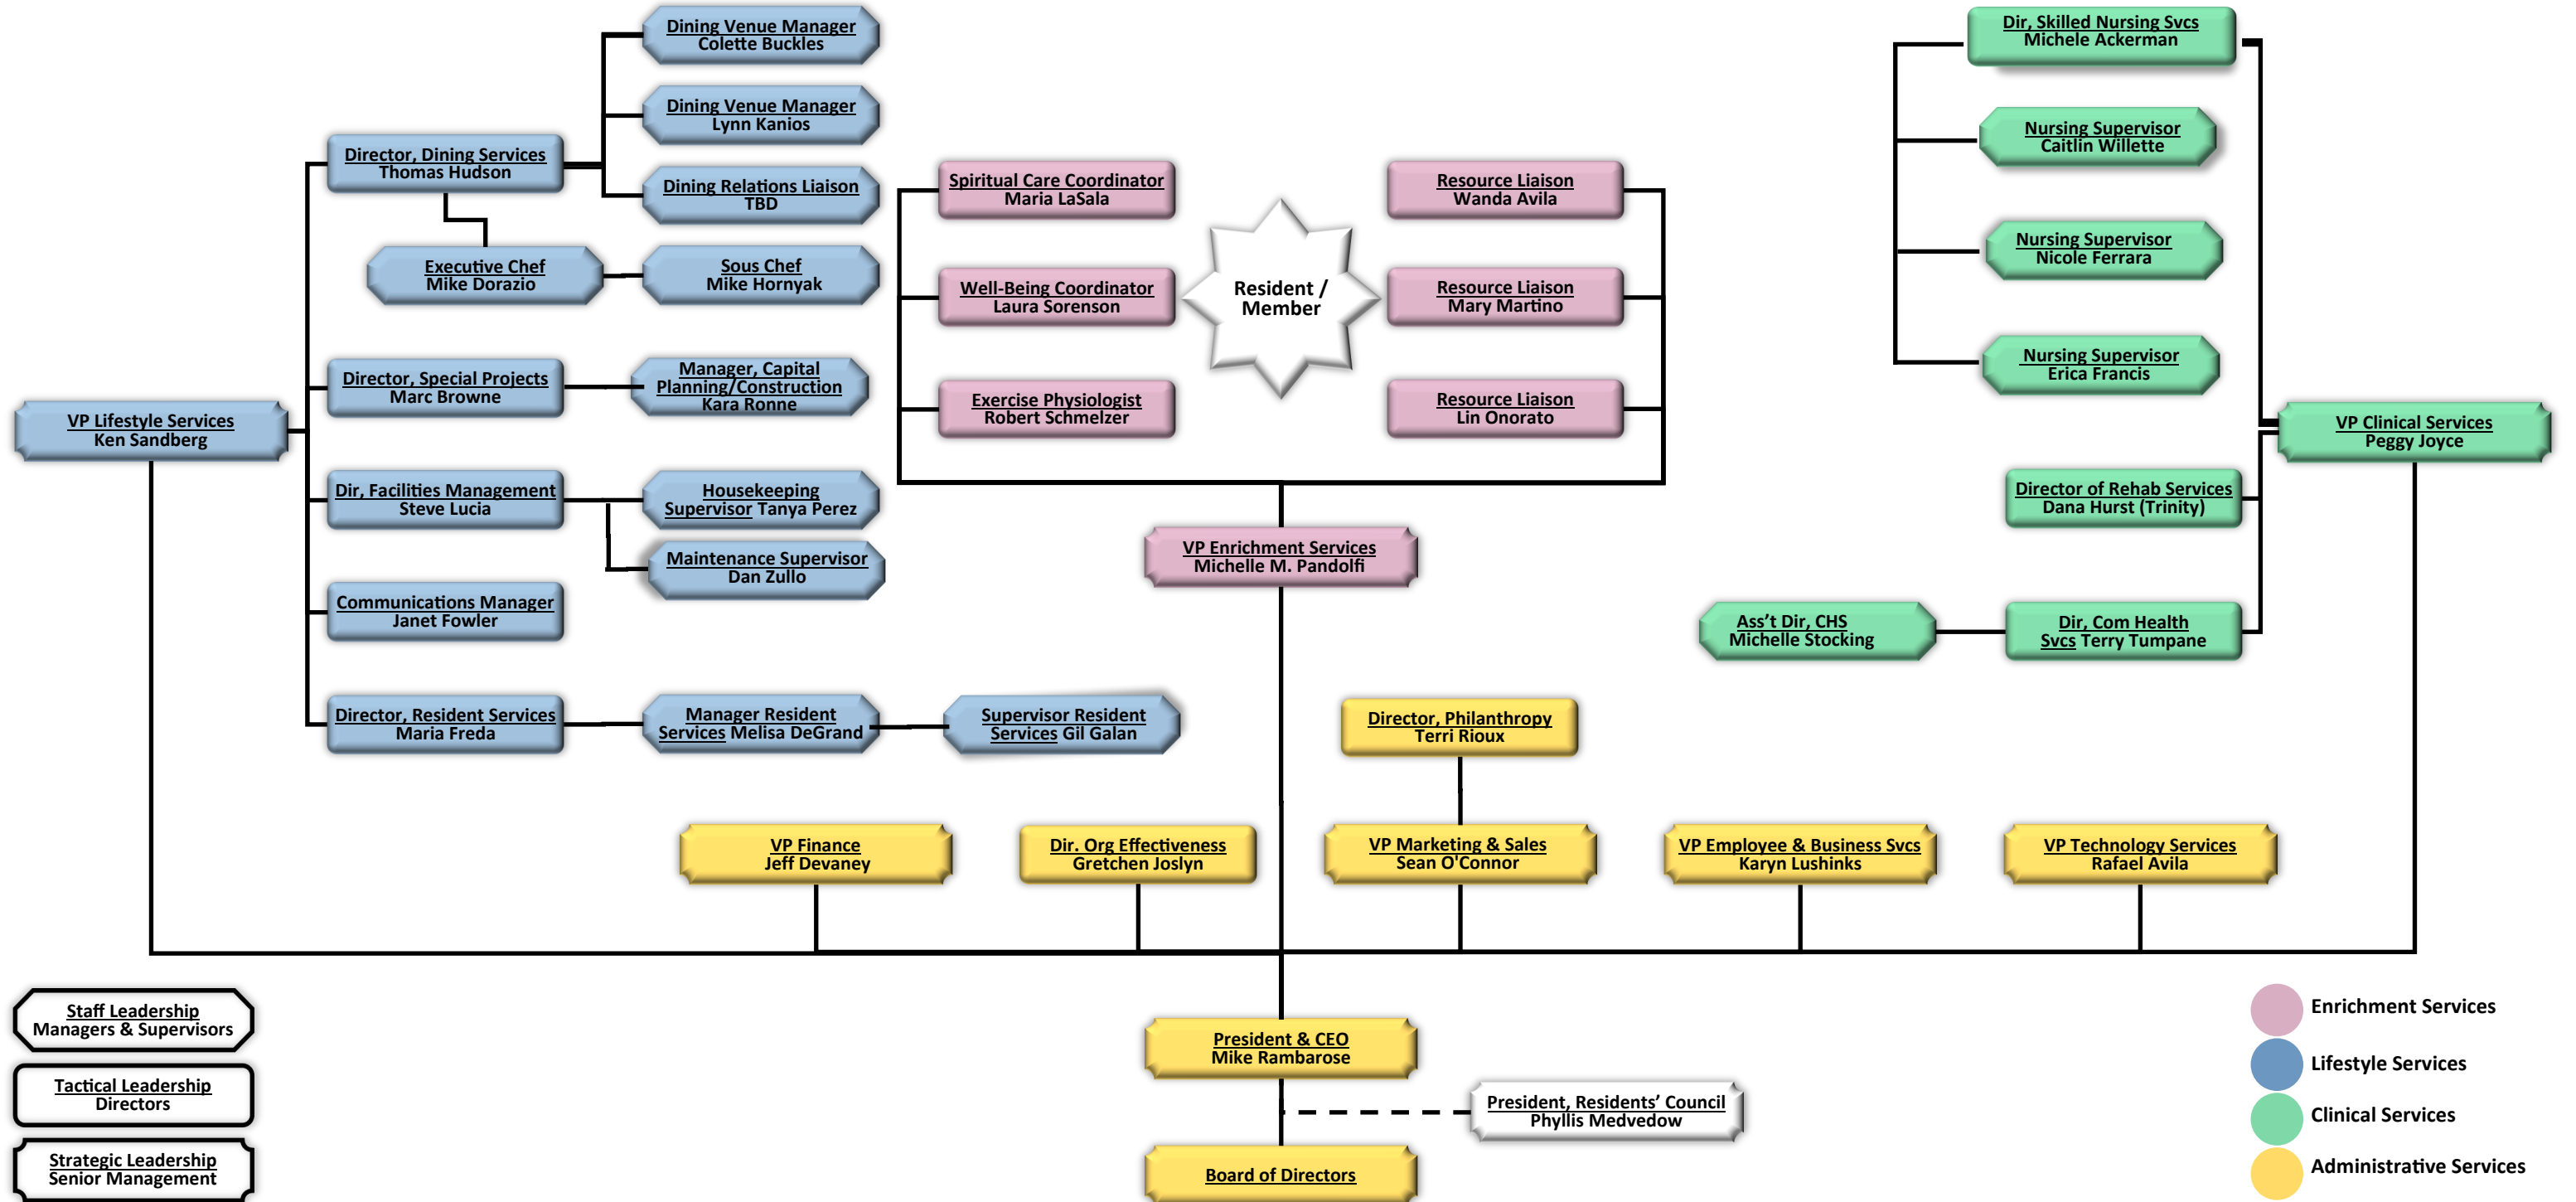 Dining Venue Manager
Colette Buckles
Dining Venue Manager
Lynn Kanios
Director, Dining Services
Thomas Hudson
Dining Relations Liaison
TBD
Executive Chef
Mike Dorazio
Sous Chef
Mike Hornyak
Director, Special Projects
Marc Browne
Manager, Capital
Planning/Construction
Kara Ronne
VP Lifestyle Services
Ken Sandberg
Dir, Facilities Management
Steve Lucia
Housekeeping
Supervisor Tanya Perez
Maintenance Supervisor
Dan Zullo
Communications Manager
Janet Fowler
Director, Resident Services
Maria Freda
Manager Resident
Services Melisa DeGrand
Supervisor Resident
Services Gil Galan
Spiritual Care Coordinator
Maria LaSala
Well-Being Coordinator
Laura Sorenson
Exercise Physiologist
Robert Schmelzer
Resident /
Member
Resource Liaison
Wanda Avila
Resource Liaison
Mary Martino
Resource Liaison
Lin Onorato
VP Enrichment Services
Michelle M. Pandolfi
Dir, Skilled Nursing Svcs
Michele Ackerman
Nursing Supervisor
Caitlin Willette
Nursing Supervisor
Nicole Ferrara
Nursing Supervisor
Erica Francis
VP Clinical Services
Peggy Joyce
Director of Rehab Services
Dana Hurst (Trinity)
Ass't Dir, CHS
Michelle Stocking
Dir, Com Health
Svcs Terry Tumpane
Director, Philanthropy
Terri Rioux
VP Finance
Jeff Devaney
Dir. Org Effectiveness
Gretchen Joslyn
VP Marketing & Sales
Sean O'Connor
VP Employee & Business Svcs
Karyn Lushinks
VP Technology Services
Rafael Avila
President & CEO
Mike Rambarose
President, Residents' Council
Phyllis Medvedow
Board of Directors
Staff Leadership
Managers & Supervisors
Tactical Leadership
Directors
Strategic Leadership
Senior Management
Enrichment Services
Lifestyle Services
Clinical Services
Administrative Services